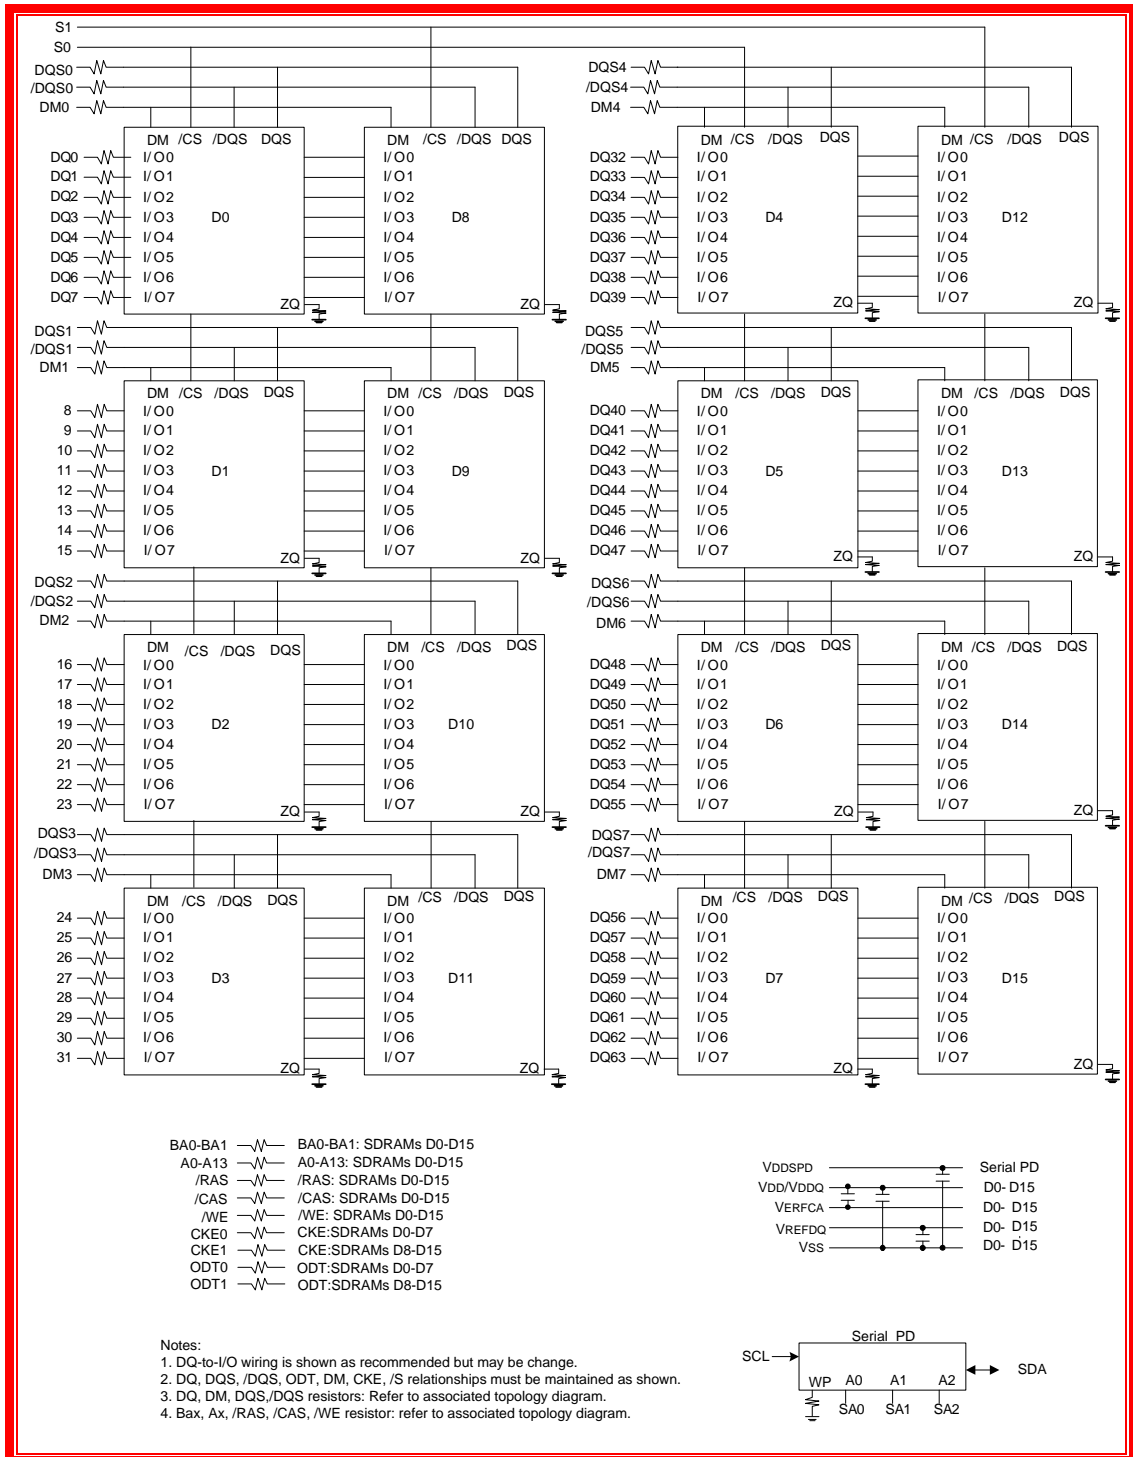 S1
S0
DQS0
/DQS0
DM0
DM /CS /DQS DQS
DQ0 I/O0
DQ1 I/O1
DQ2 I/O2
DQ3 I/O3 D0
DQ4 I/O4
DQ5 I/O5
DQ6 I/O6
DQ7 I/O7
ZQ
DM /CS /DQS DQS
I/O0
I/O1
I/O2
I/O3 D8
I/O4
I/O5
I/O6
I/O7
ZQ
DQS4
/DQS4
DM4
DM /CS /DQS DQS
DQ32 I/O0
DQ33 I/O1
DQ34 I/O2
DQ35 I/O3 D4
DQ36 I/O4
DQ37 I/O5
DQ38 I/O6
DQ39 I/O7
ZQ
DM /CS /DQS DQS
I/O0
I/O1
I/O2
I/O3 D12
I/O4
I/O5
I/O6
I/O7
ZQ
DQS1
/DQS1
DM1
DM /CS /DQS DQS
8 I/O0
9 I/O1
10 I/O2
11 I/O3 D1
12 I/O4
13 I/O5
14 I/O6
15 I/O7
ZQ
DM /CS /DQS DQS
I/O0
I/O1
I/O2
I/O3 D9
I/O4
I/O5
I/O6
I/O7
ZQ
DQS5
/DQS5
DM5
DM /CS /DQS DQS
DQ40 I/O0
DQ41 I/O1
DQ42 I/O2
DQ43 I/O3 D5
DQ44 I/O4
DQ45 I/O5
DQ46 I/O6
DQ47 I/O7
ZQ
DM /CS /DQS DQS
I/O0
I/O1
I/O2
I/O3 D13
I/O4
I/O5
I/O6
I/O7
ZQ
DQS2
/DQS2
DM2
DM /CS /DQS DQS
16 I/O0
17 I/O1
18 I/O2
19 I/O3 D2
20 I/O4
21 I/O5
22 I/O6
23 I/O7
ZQ
DM /CS /DQS DQS
I/O0
I/O1
I/O2
I/O3 D10
I/O4
I/O5
I/O6
I/O7
ZQ
DQS6
/DQS6
DM6
DM /CS /DQS DQS
DQ48 I/O0
DQ49 I/O1
DQ50 I/O2
DQ51 I/O3 D6
DQ52 I/O4
DQ53 I/O5
DQ54 I/O6
DQ55 I/O7
ZQ
DM /CS /DQS DQS
I/O0
I/O1
I/O2
I/O3 D14
I/O4
I/O5
I/O6
I/O7
ZQ
DQS3
/DQS3
DM3
DM /CS /DQS DQS
24 I/O0
25 I/O1
26 I/O2
27 I/O3 D3
28 I/O4
29 I/O5
30 I/O6
31 I/O7
ZQ
DM /CS /DQS DQS
I/O0
I/O1
I/O2
I/O3 D11
I/O4
I/O5
I/O6
I/O7
ZQ
DQS7
/DQS7
DM7
DM /CS /DQS DQS
DQ56 I/O0
DQ57 I/O1
DQ58 I/O2
DQ59 I/O3 D7
DQ60 I/O4
DQ61 I/O5
DQ62 I/O6
DQ63 I/O7
ZQ
DM /CS /DQS DQS
I/O0
I/O1
I/O2
I/O3 D15
I/O4
I/O5
I/O6
I/O7
ZQ
BA0-BA1 BA0-BA1: SDRAMs D0-D15
A0-A13 A0-A13: SDRAMs D0-D15
/RAS /RAS: SDRAMs D0-D15
/CAS /CAS: SDRAMs D0-D15
/WE /WE: SDRAMs D0-D15
CKE0 CKE:SDRAMs D0-D7
CKE1 CKE:SDRAMs D8-D15
ODT0 ODT:SDRAMs D0-D7
ODT1 ODT:SDRAMs D8-D15
VDDSPD Serial PD
VDD/VDDQ D0- D15
VERFCA D0- D15
VREFDQ D0- D15
VSS D0- D15
Notes:
1. DQ-to-I/O wiring is shown as recommended but may be change.
2. DQ, DQS, /DQS, ODT, DM, CKE, /S relationships must be maintained as shown.
3. DQ, DM, DQS,/DQS resistors: Refer to associated topology diagram.
4. Bax, Ax, /RAS, /CAS, /WE resistor: refer to associated topology diagram.
Serial PD
SCL SDA
WP A0 A1 A2
SA0 SA1 SA2